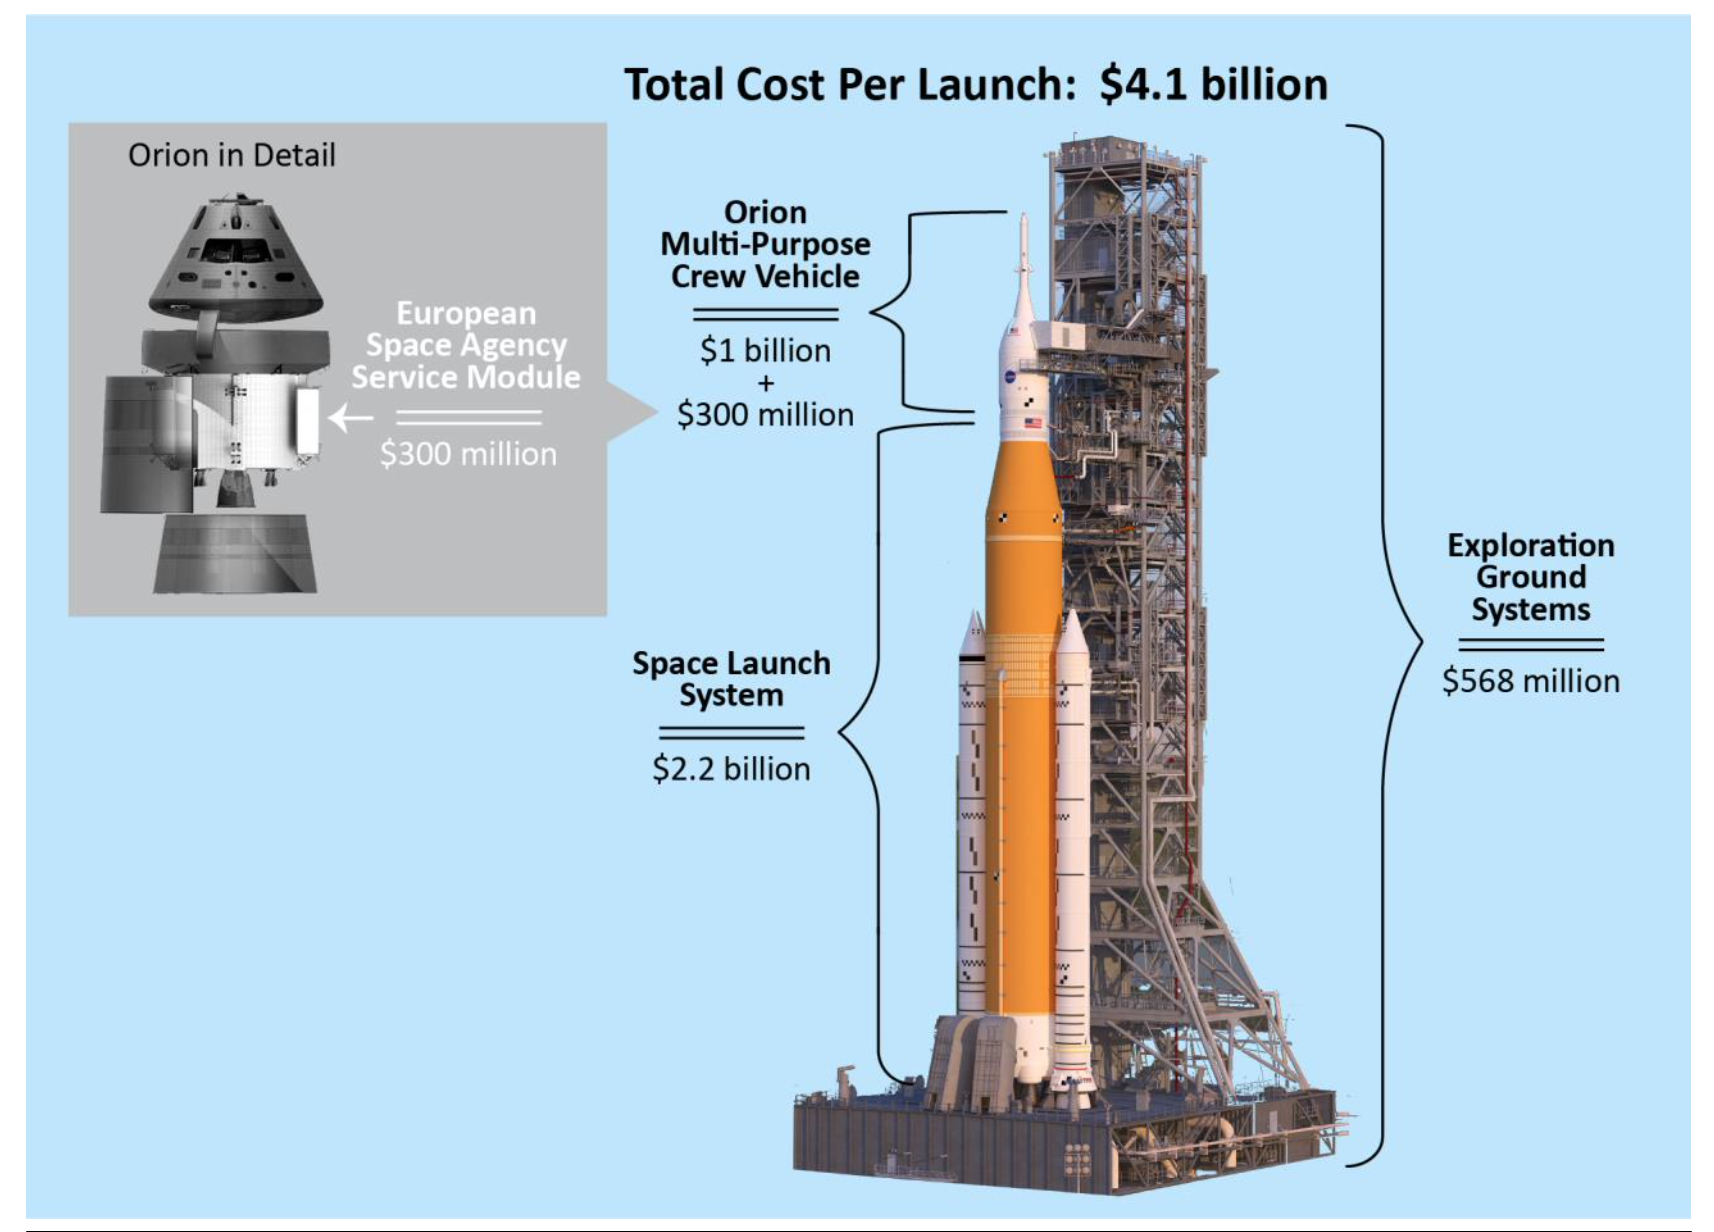 Total Cost Per Launch: $4.1 billion
Orion in Detail
European
Space Agency
Service Module
$300 million
Orion
Multi-Purpose
Crew Vehicle
$1 billion
+
$300 million
Space Launch
System
$2.2 billion
Exploration
Ground
Systems
$568 million